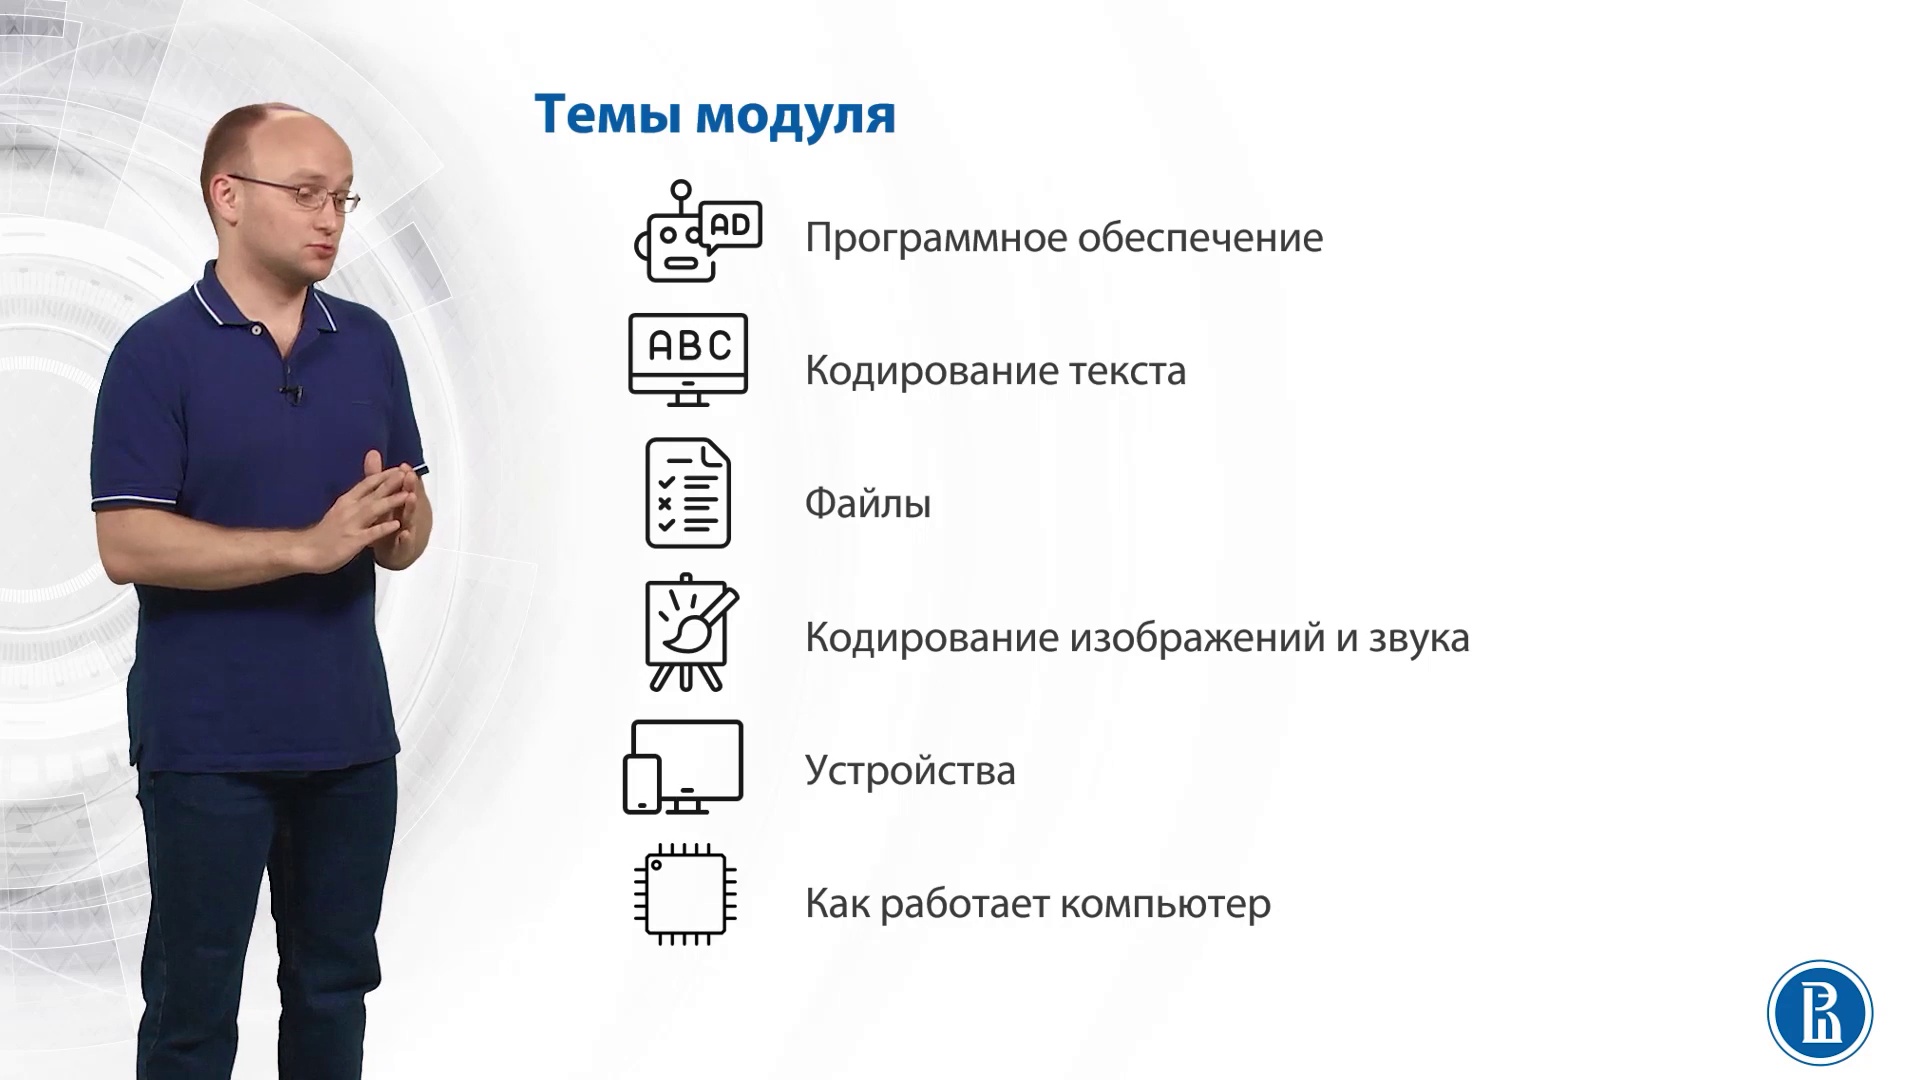 Темы модуля
AD
Программное обеспечение
ABC
Кодирование текста
Файлы
Кодирование изображений и звука
Устройства
Как работает компьютер